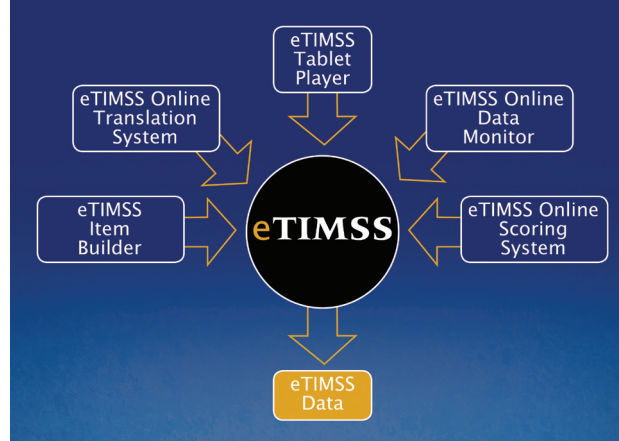 eTIMSS
Tablet
Player
eTIMSS Online
Translation
System
eTIMSS Online
Data
Monitor
eTIMSS
Item
Builder
eTIMSS
eTIMSS Online
Scoring
System
eTIMSS
Data